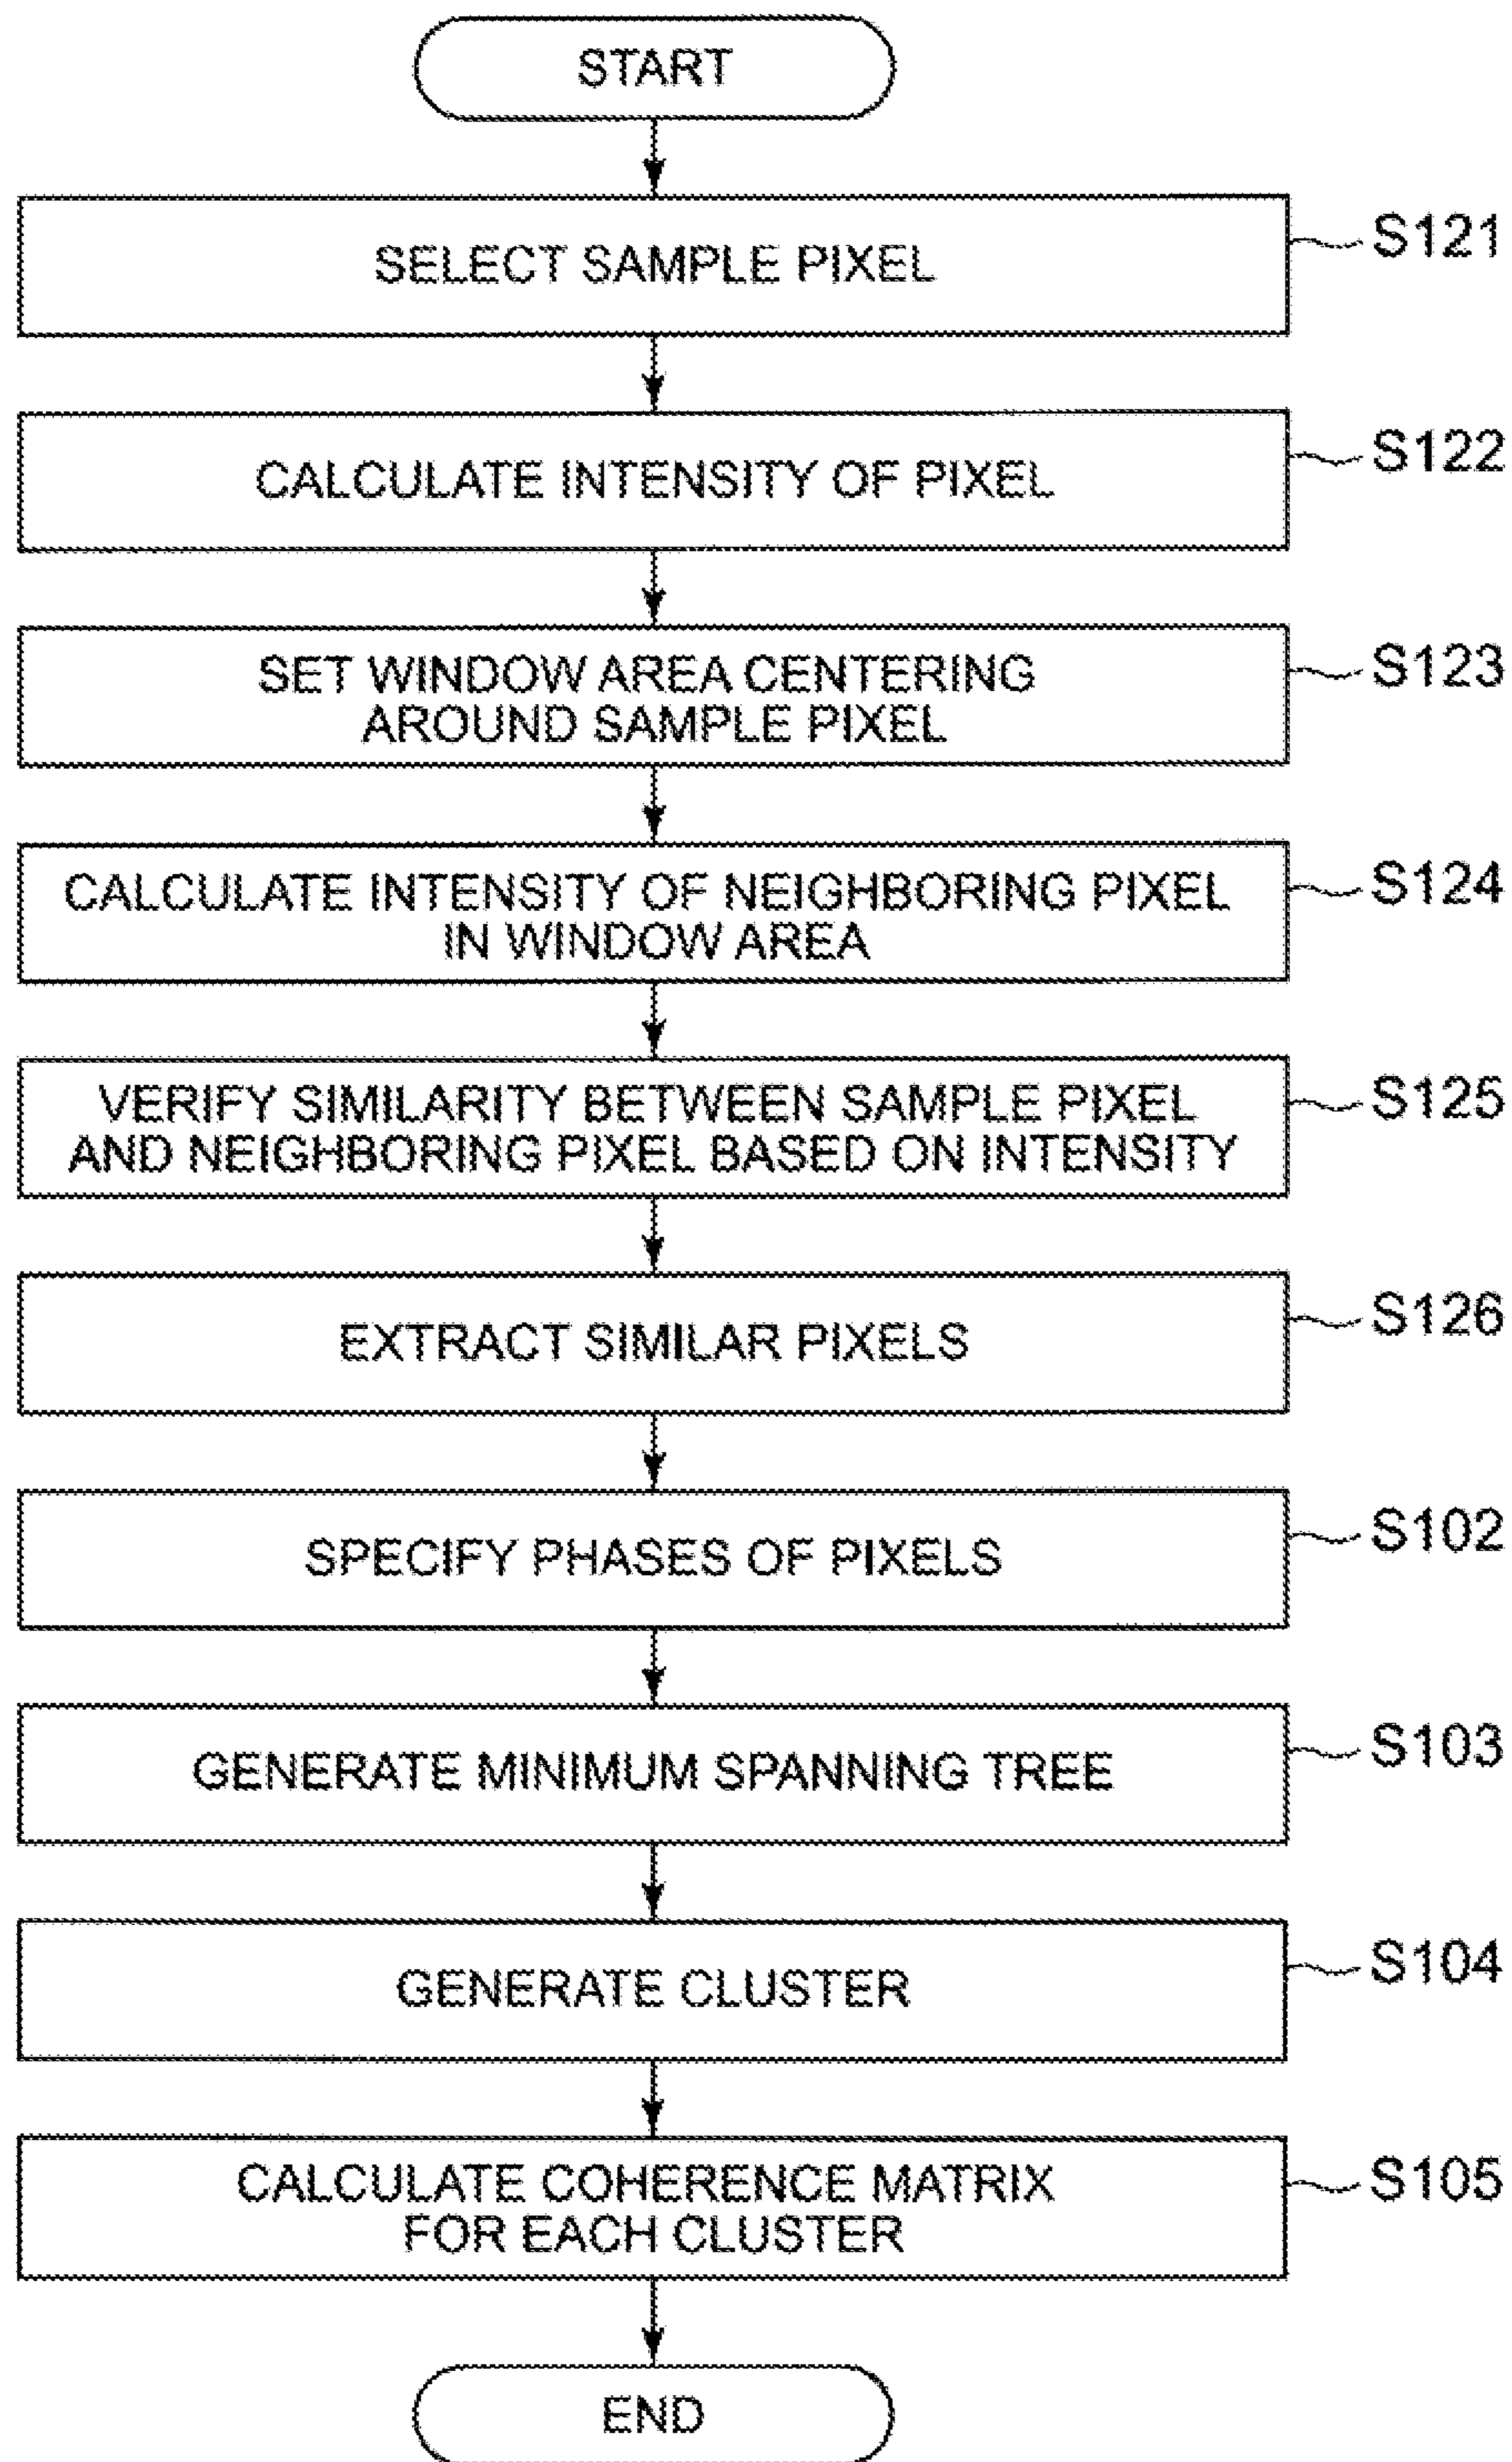 START
SELECT SAMPLE PIXEL
S121
CALCULATE INTENSITY OF PIXEL
S122
SET WINDOW AREA CENTERING
AROUND SAMPLE PIXEL
S123
CALCULATE INTENSITY OF NEIGHBORING PIXEL
IN WINDOW AREA
S124
VERIFY SIMILARITY BETWEEN SAMPLE PIXEL
AND NEIGHBORING PIXEL BASED ON INTENSITY
S125
EXTRACT SIMILAR PIXELS
S126
SPECIFY PHASES OF PIXELS
S102
GENERATE MINIMUM SPANNING TREE
S103
GENERATE CLUSTER
S104
CALCULATE COHERENCE MATRIX
FOR EACH CLUSTER
S105
END